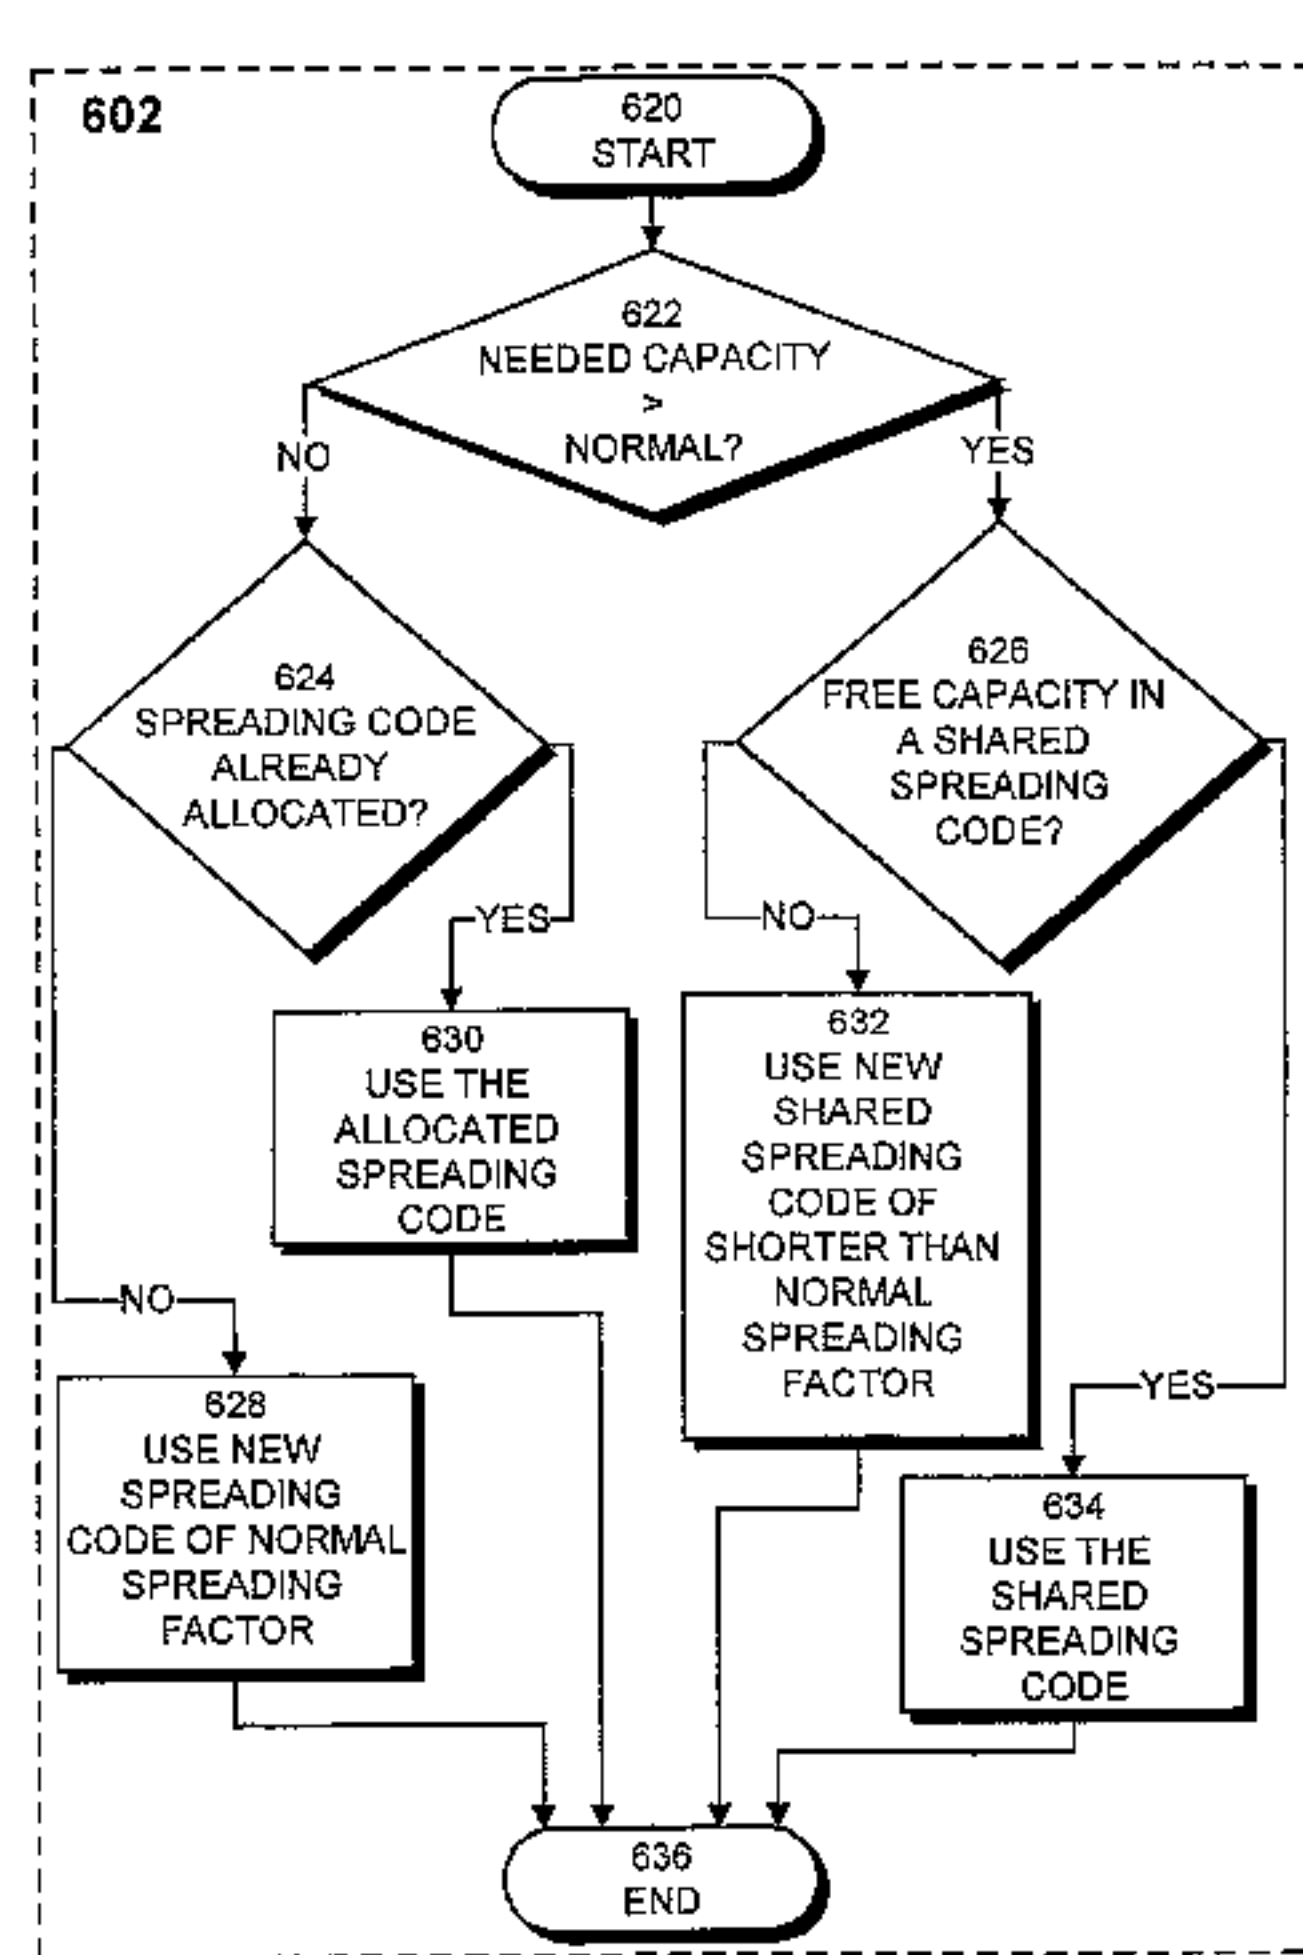 602
620
START
622
NEEDED CAPACITY
>
NORMAL?
NO
YES
624
SPREADING CODE
ALREADY
ALLOCATED?
626
FREE CAPACITY IN
A SHARED
SPREADING
CODE?
YES
NO
630
USE THE
ALLOCATED
SPREADING
CODE
632
USE NEW
SHARED
SPREADING
CODE OF
SHORTER THAN
NORMAL
SPREADING
FACTOR
NO
YES
628
USE NEW
SPREADING
CODE OF NORMAL
SPREADING
FACTOR
634
USE THE
SHARED
SPREADING
CODE
636
END